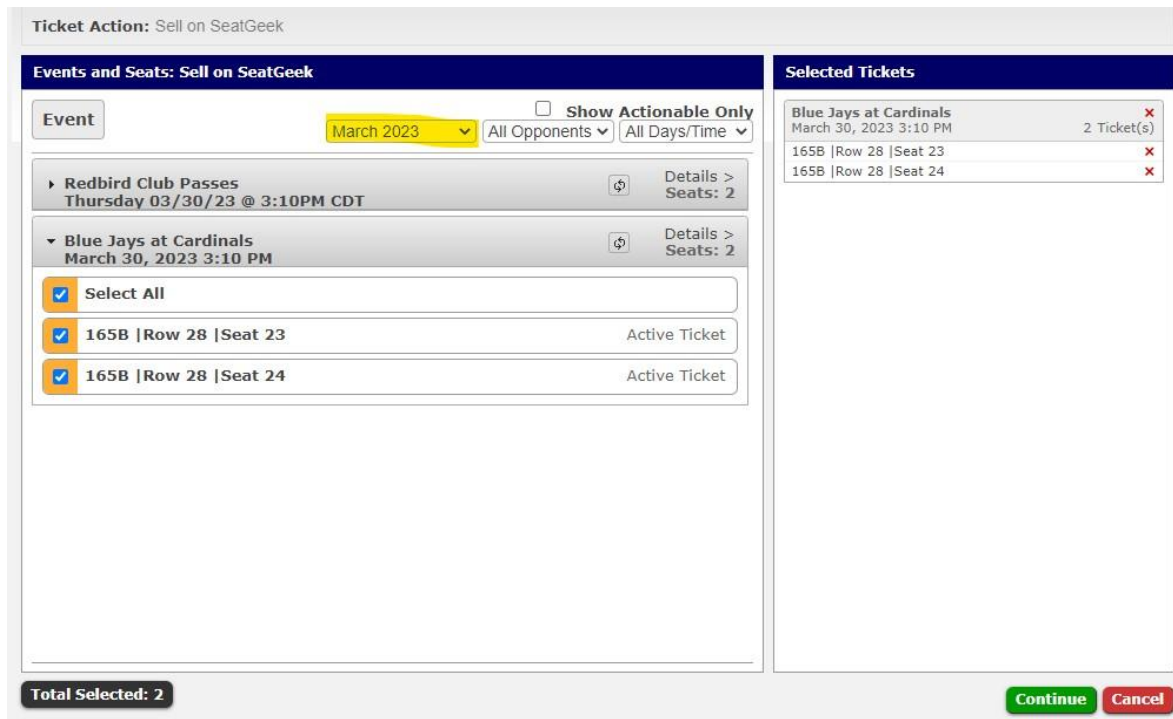 Ticket Action: Sell on SeatGeek
Events and Seats: Sell on SeatGeek
Event
Show Actionable Only
March 2023 All Opponents All Days/Time
Redbird Club Passes
Thursday 03/30/23 @ 3:10PM CDT
Details >
Seats: 2
Blue Jays at Cardinals
March 30, 2023 3:10 PM
Details >
Seats: 2
Select All
165B |Row 28 |Seat 23 Active Ticket
165B |Row 28 |Seat 24 Active Ticket
Total Selected: 2
Selected Tickets
Blue Jays at Cardinals
March 30, 2023 3:10 PM 2 Ticket(s)
165B |Row 28 |Seat 23
165B |Row 28 |Seat 24
Continue Cancel